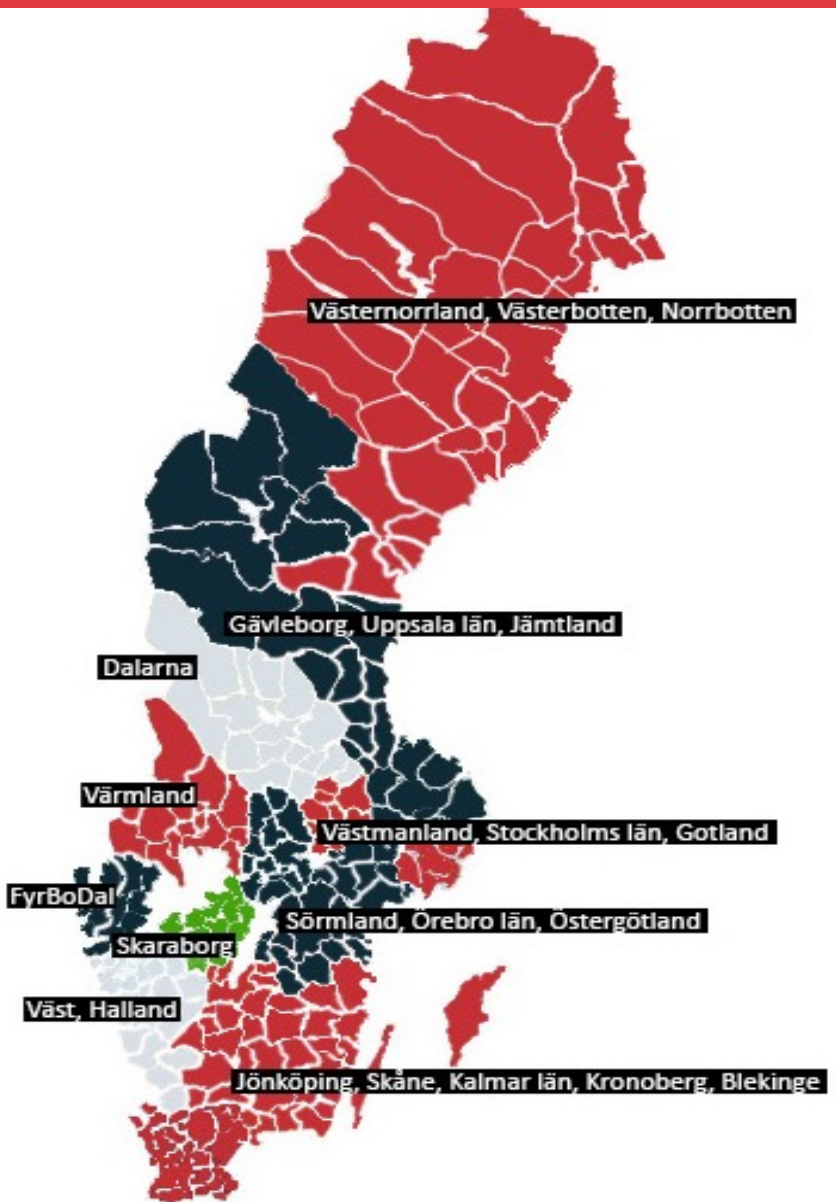 Västernorrland, Västerbotten, Norrbotten
Gävleborg, Uppsala län, Jämtland
Dalarna
Värmland
Västmanland, Stockholms län, Gotland
FyrBoDal
Sörmland, Örebro län, Östergötland
Skaraborg
Väst, Halland
Jönköping, Skåne, Kalmar län, Kronoberg, Blekinge